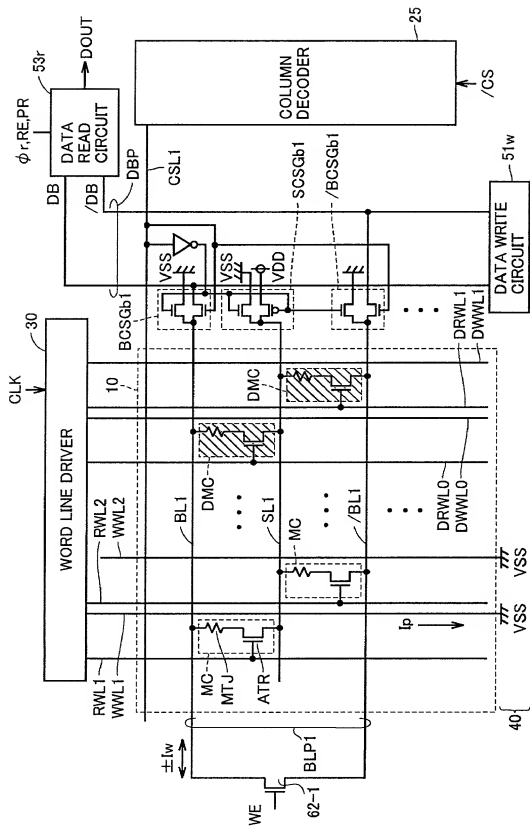 CLK
30
WORD LINE DRIVER
φr,RE,PR
53r
DATA
READ
CIRCUIT
DOUT
DB
/DB
DBP
CSL1
25
COLUMN
DECODER
/CS
10
VSS
BCSGb1
VSS
VDD
SCSGb1
/BCSGb1
51w
DATA WRITE
CIRCUIT
RWL1
WWL1
RWL2
WWL2
BL1
SL1
/BL1
MC
MTJ
ATR
MC
DMC
DMC
DRWL1
DWWL1
DRWL0
DWWL0
Ip
VSS
VSS
40
±Iw
BLP1
WE
62-1